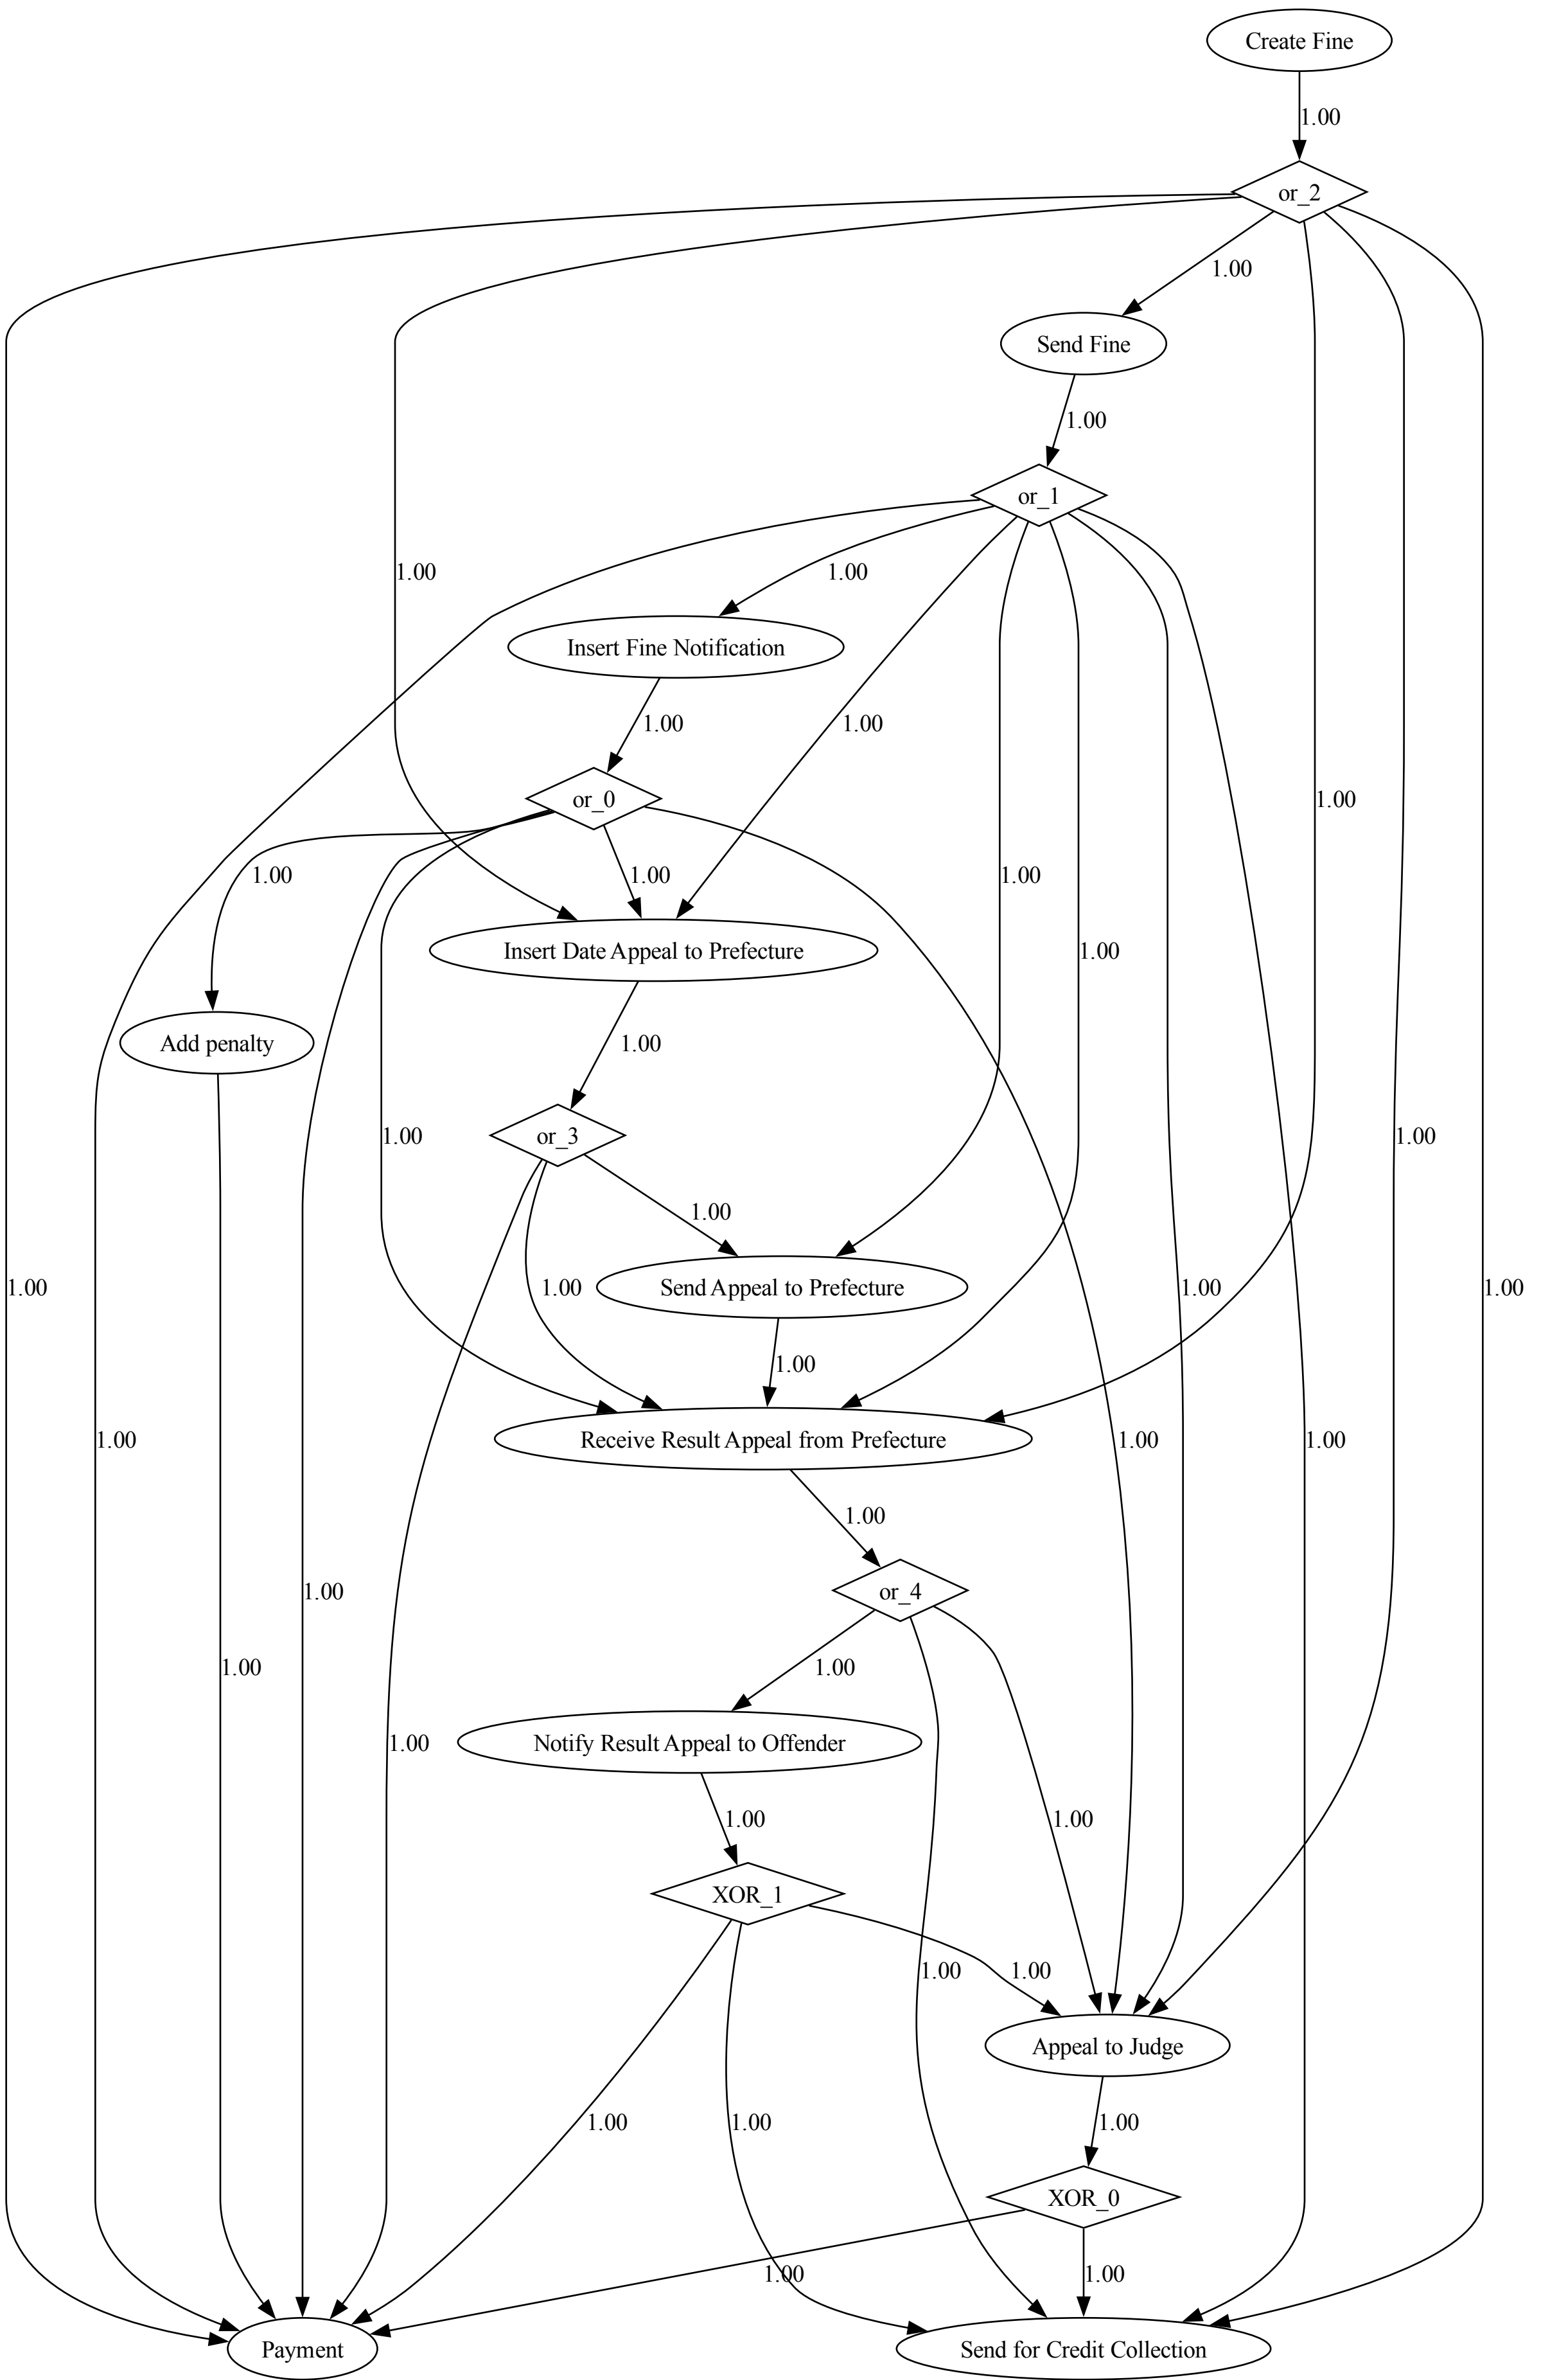 Create Fine
1.00
or_2
1.00
Send Fine
1.00
or_1
1.00
1.00
Insert Fine Notification
1.00
1.00
or_0
1.00
1.00
1.00
1.00
Insert Date Appeal to Prefecture
1.00
Add penalty
1.00
or_3
1.00
1.00
1.00
Send Appeal to Prefecture
1.00
1.00
1.00
1.00
1.00
1.00
Receive Result Appeal from Prefecture
1.00
1.00
1.00
1.00
or_4
1.00
1.00
1.00
Notify Result Appeal to Offender
1.00
1.00
1.00
XOR_1
1.00
1.00
Appeal to Judge
1.00
1.00
1.00
XOR_0
1.00
1.00
Payment
Send for Credit Collection